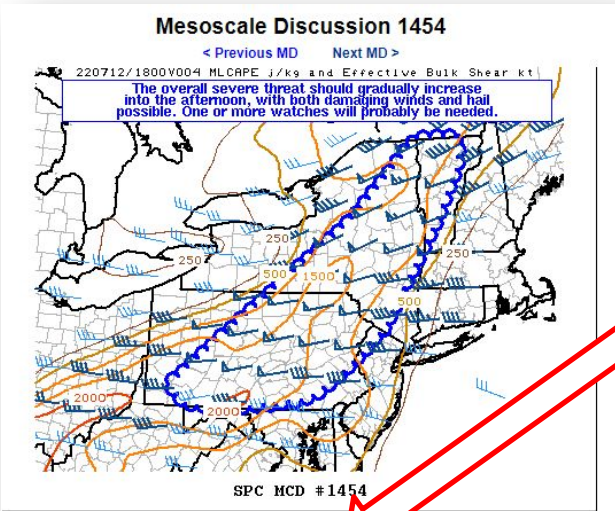 Mesoscale Discussion 1454
< Previous MD Next MD >
220712/1800V004 MLCAPE j/kg and Effective Bulk Shear kt
The overall severe threat should gradually increase
into the afternoon, with both damaging winds and hail
possible. One or more watches will probably be needed.
250
250
250
500
1500
500
2000
2000
SPC MCD #1454